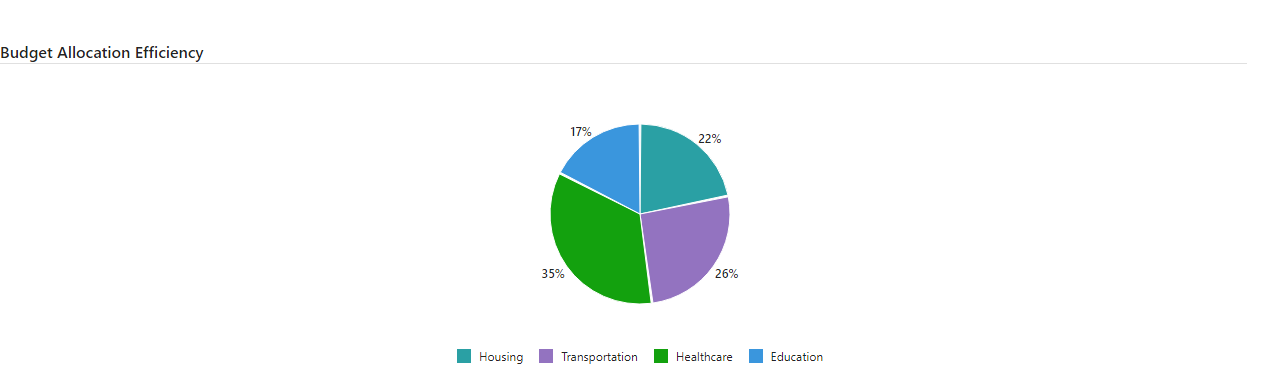 Budget Allocation Efficiency
17%
22%
35%
26%
Housing
Transportation
Healthcare
Education